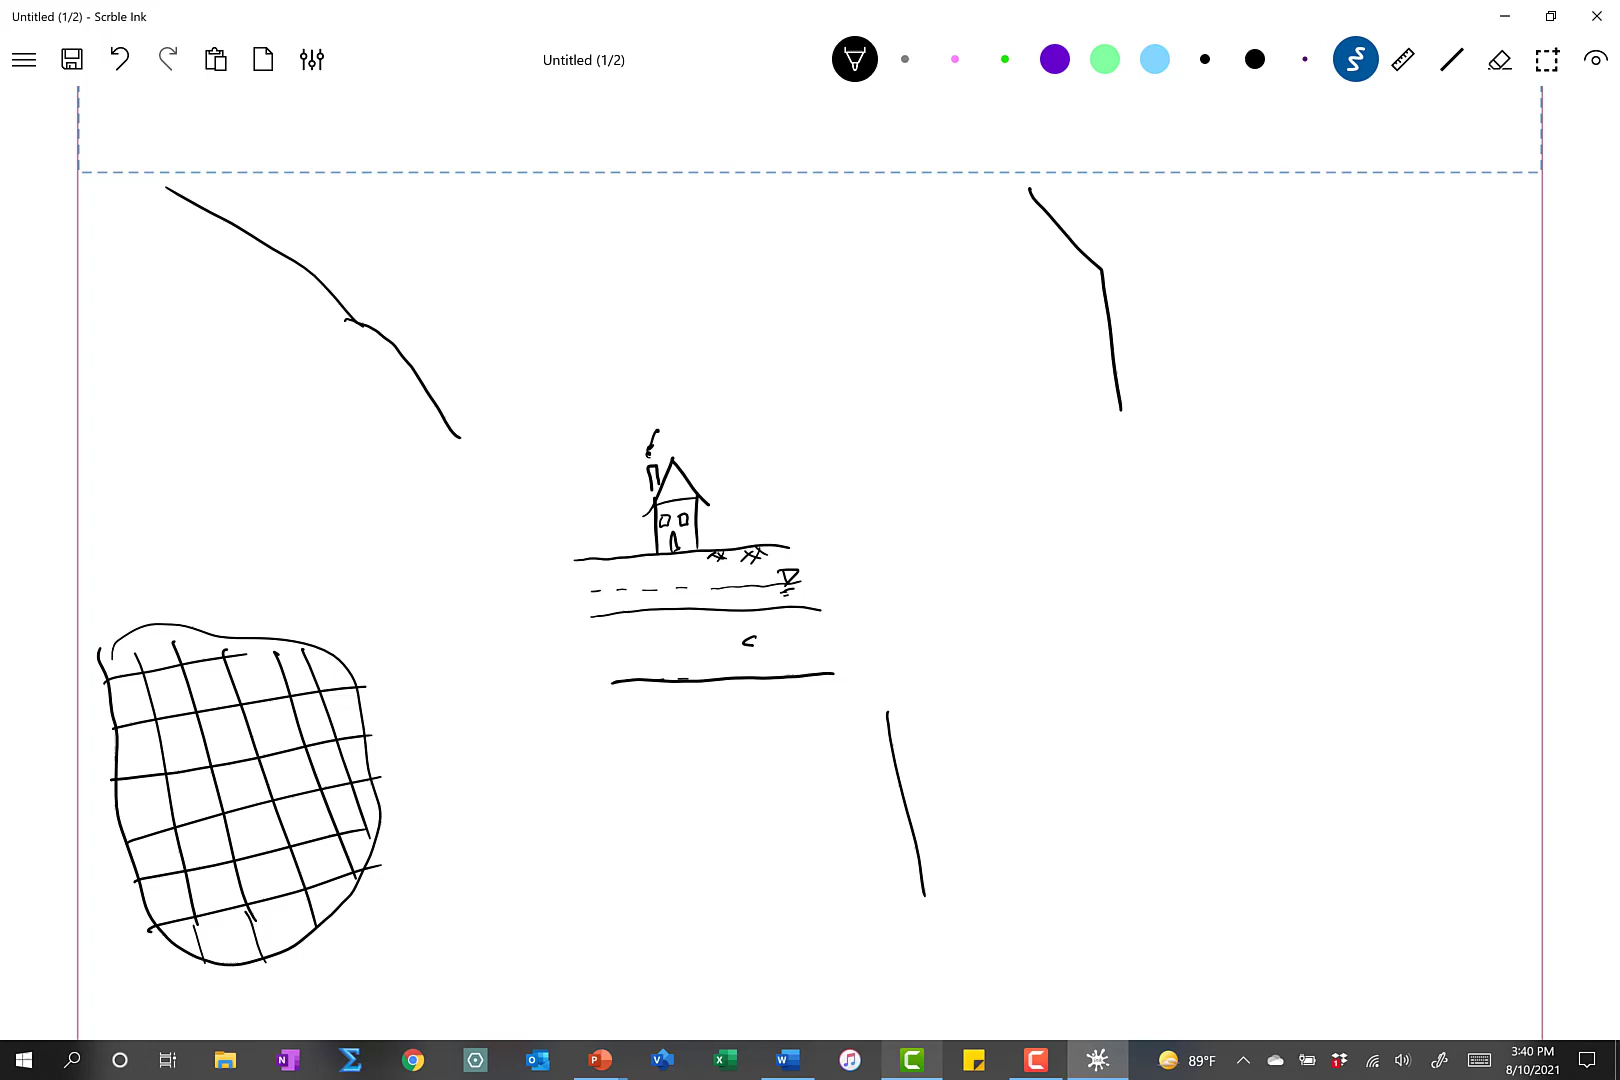 Untitled (1/2) - Scrble Ink
Untitled (1/2)
C
89°F
3:40 PM
8/10/2021